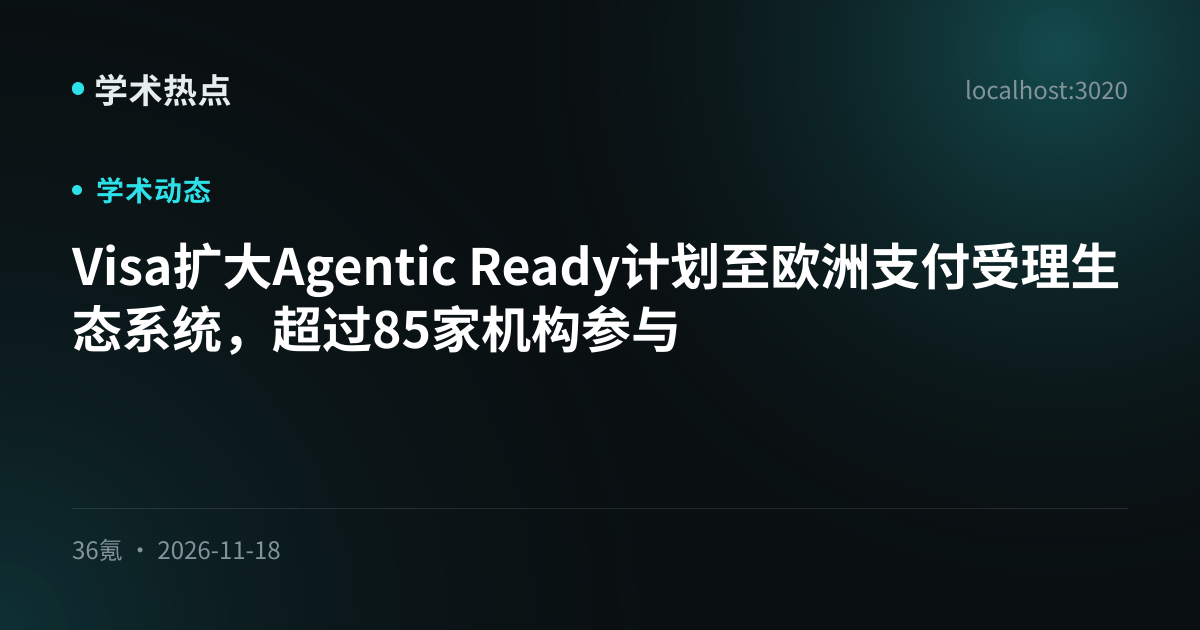 学术热点
localhost:3020
学术动态
Visa扩大Agentic Ready计划至欧洲支付受理生
态系统，超过85家机构参与
36氪 · 2026-11-18